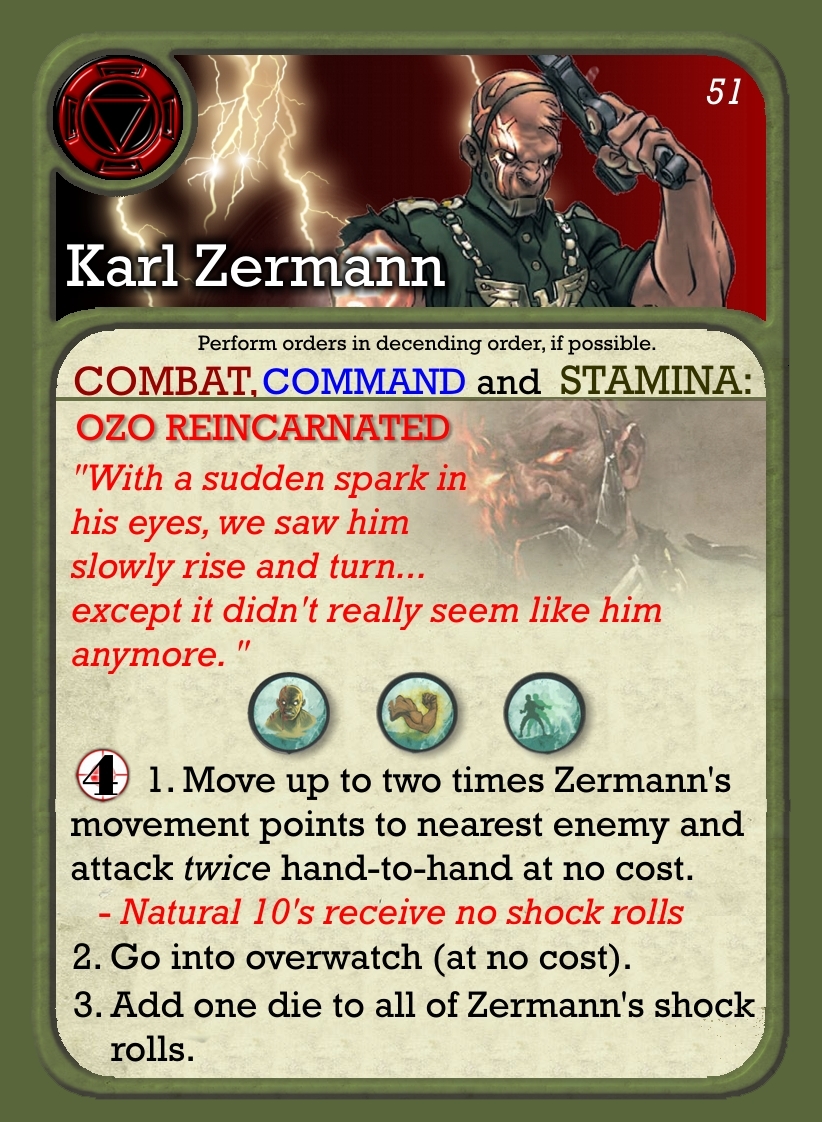 51
Karl Zermann
Perform orders in decending order, if possible.
COMBAT, COMMAND and STAMINA:
OZO REINCARNATED
"With a sudden spark in
his eyes, we saw him
slowly rise and turn...
except it didn't really seem like him
anymore. "
4 1. Move up to two times Zermann's
movement points to nearest enemy and
attack twice hand-to-hand at no cost.
- Natural 10's receive no shock rolls
2. Go into overwatch (at no cost).
3. Add one die to all of Zermann's shock
rolls.